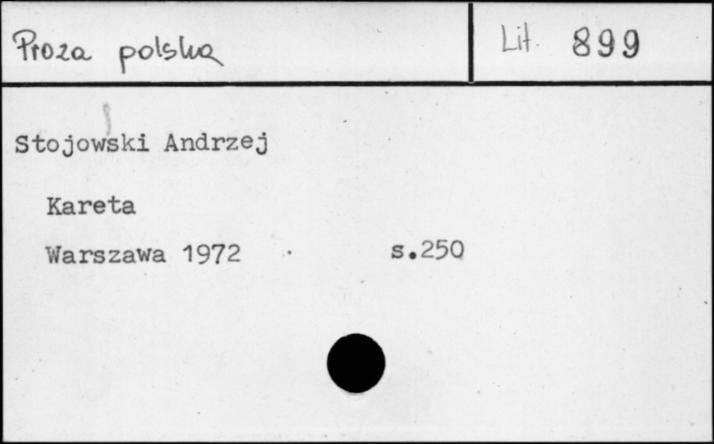 Proza polska
Lit. 899
Stojowski Andrzej
Kareta
Warszawa 1972 s.250